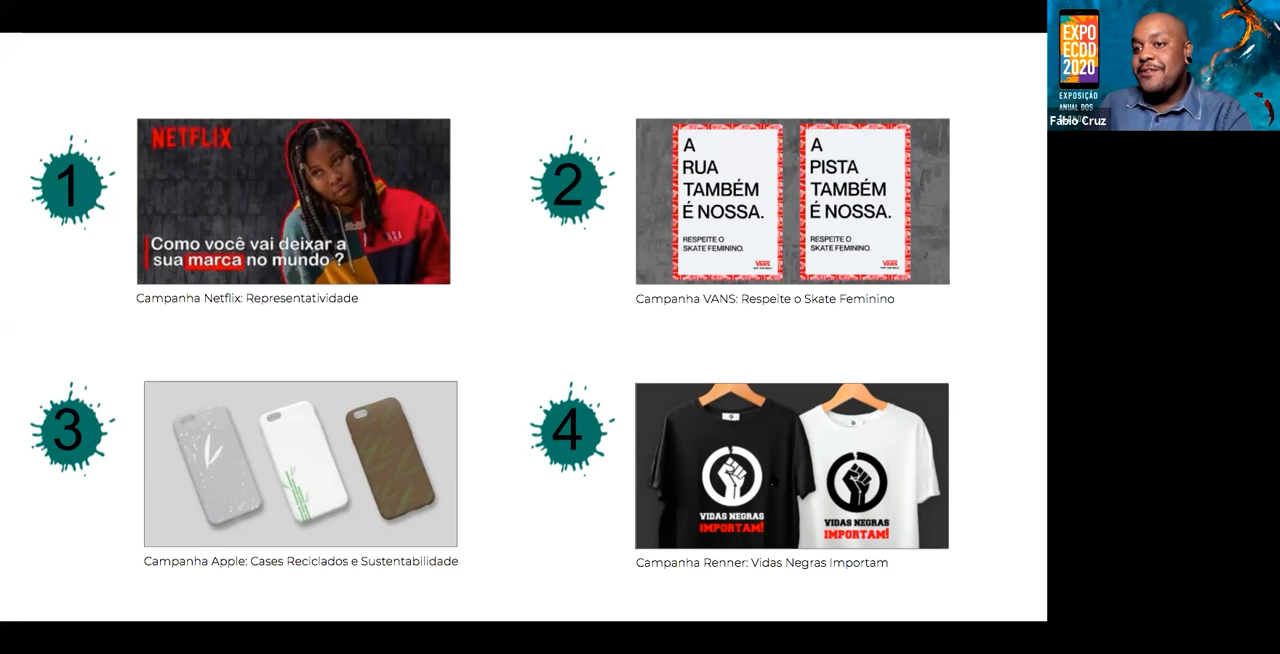 1
NETFLIX
Como você vai deixar a
sua marca no mundo ?
Campanha Netflix: Representatividade
2
A
RUA
TAMBÉM
É NOSSA.
RESPEITE O
SKATE FEMININO.
VANS
A
PISTA
TAMBÉM
É NOSSA.
RESPEITE O
SKATE FEMININO.
VANS
Campanha VANS: Respeite o Skate Feminino
3
Campanha Apple: Cases Reciclados e Sustentabilidade
4
VIDAS NEGRAS
IMPORTAM!
VIDAS NEGRAS
IMPORTAM!
Campanha Renner: Vidas Negras Importam
EXPO
ECDD
2020
EXPOSIÇÃO
ANUAL DOS
Fábio Cruz